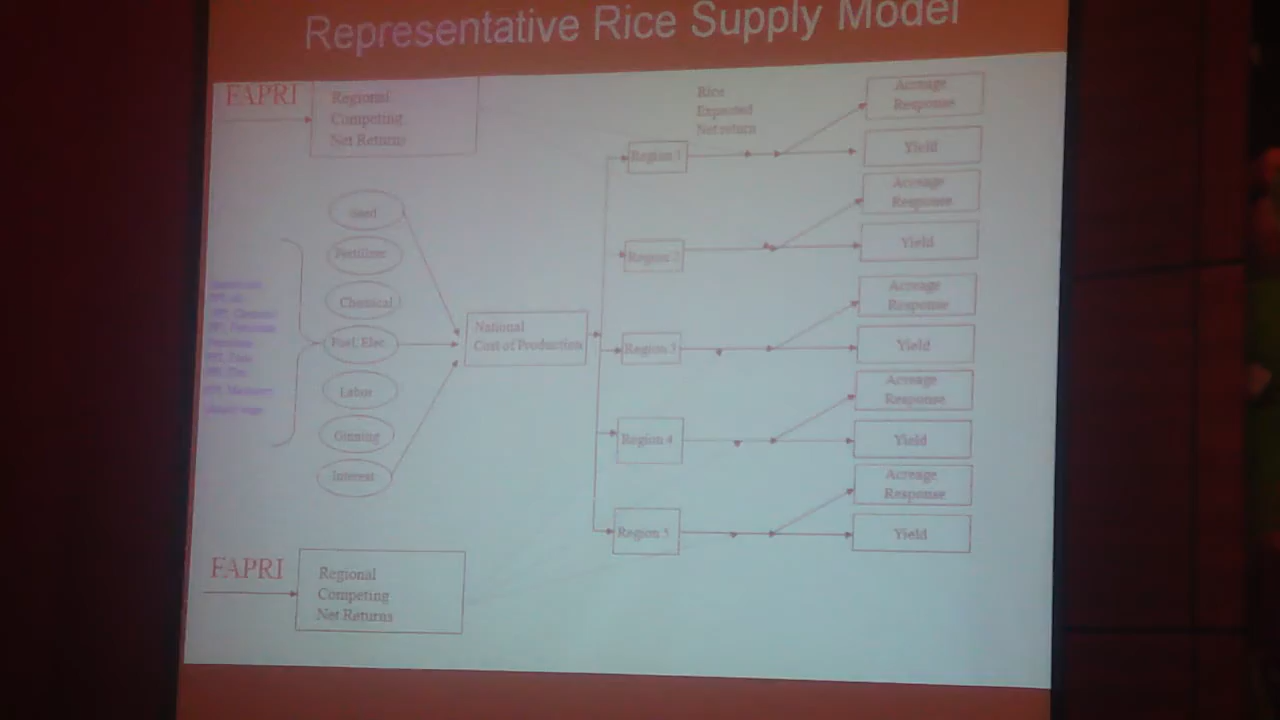 Representative Rice Supply Model
FAPRI
Regional
Competing
Net Returns
Rice
Expected
Net return
Acreage
Response
Region 1
Yield
Acreage
Response
Region 2
Yield
Seed
Fertilizer
Chemical
Fuel, Elec.
Labor
Ginning
Interest
National
Cost of Production
Acreage
Response
Region 3
Yield
Acreage
Response
Region 4
Yield
Acreage
Response
Region 5
Yield
FAPRI
Regional
Competing
Net Returns